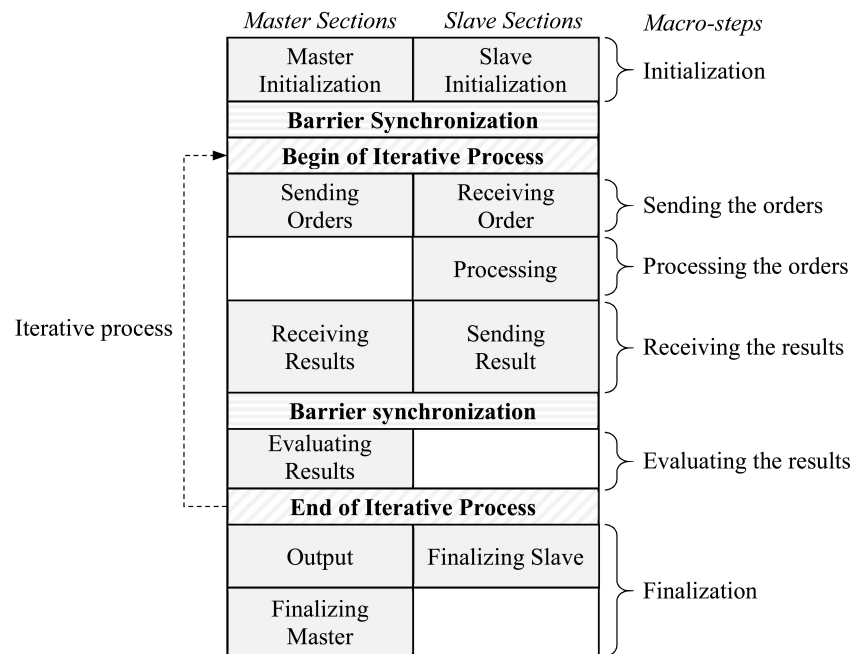 Master Sections Slave Sections Macro-steps
Master Slave
Initialization Initialization Initialization
Barrier Synchronization
Begin of Iterative Process
Sending Receiving
Orders Order
Sending the orders
Processing
Processing the orders
Iterative process
Receiving Sending
Results Result
Receiving the results
Barrier synchronization
Evaluating
Results
Evaluating the results
End of Iterative Process
Output Finalizing Slave
Finalization
Finalizing
Master